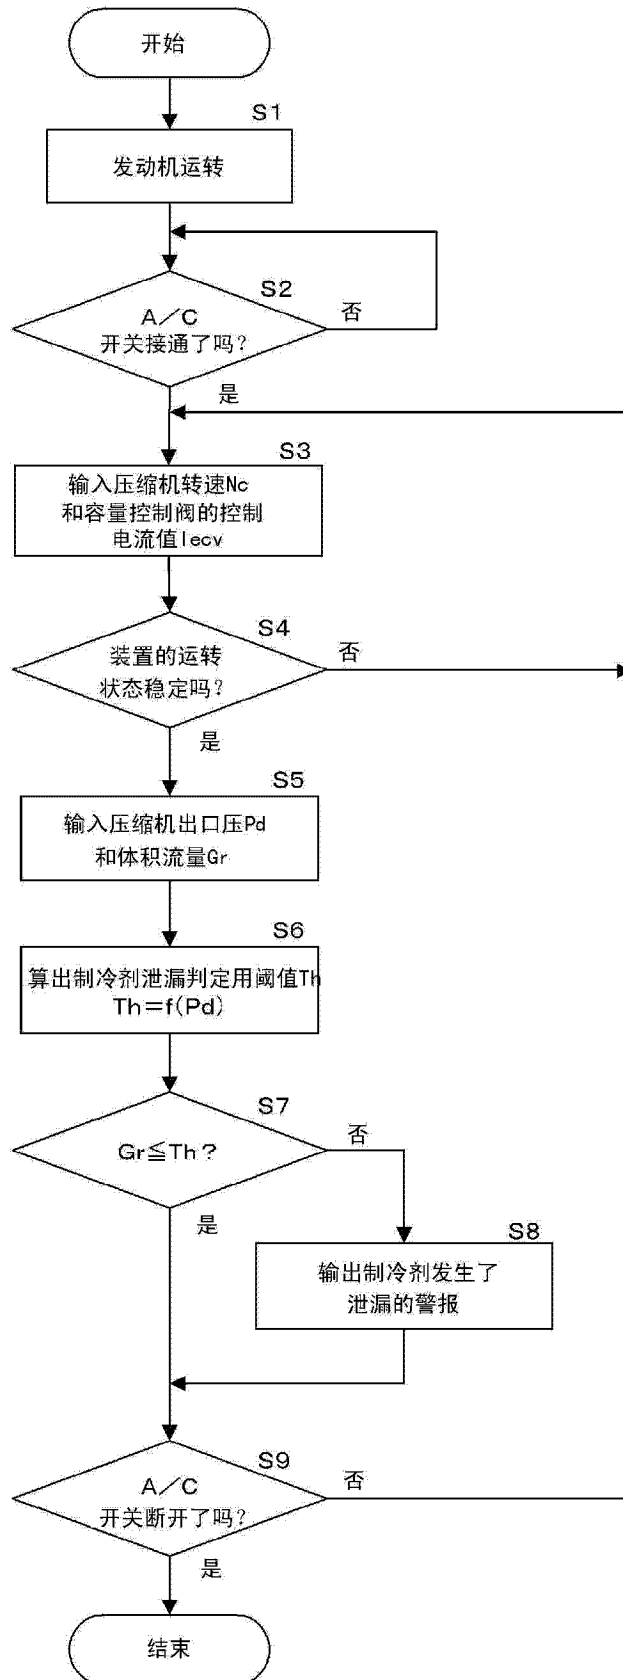 开始
S1
发动机运转
S2
A／C
开关接通了吗？
否
是
S3
输入压缩机转速Nc
和容量控制阀的控制
电流值Iecv
S4
装置的运转
状态稳定吗？
否
是
S5
输入压缩机出口压Pd
和体积流量Gr
S6
算出制冷剂泄漏判定用阈值Th
Th＝f(Pd)
S7
Gr≦Th？
否
是
S8
输出制冷剂发生了
泄漏的警报
S9
A／C
开关断开了吗？
否
是
结束